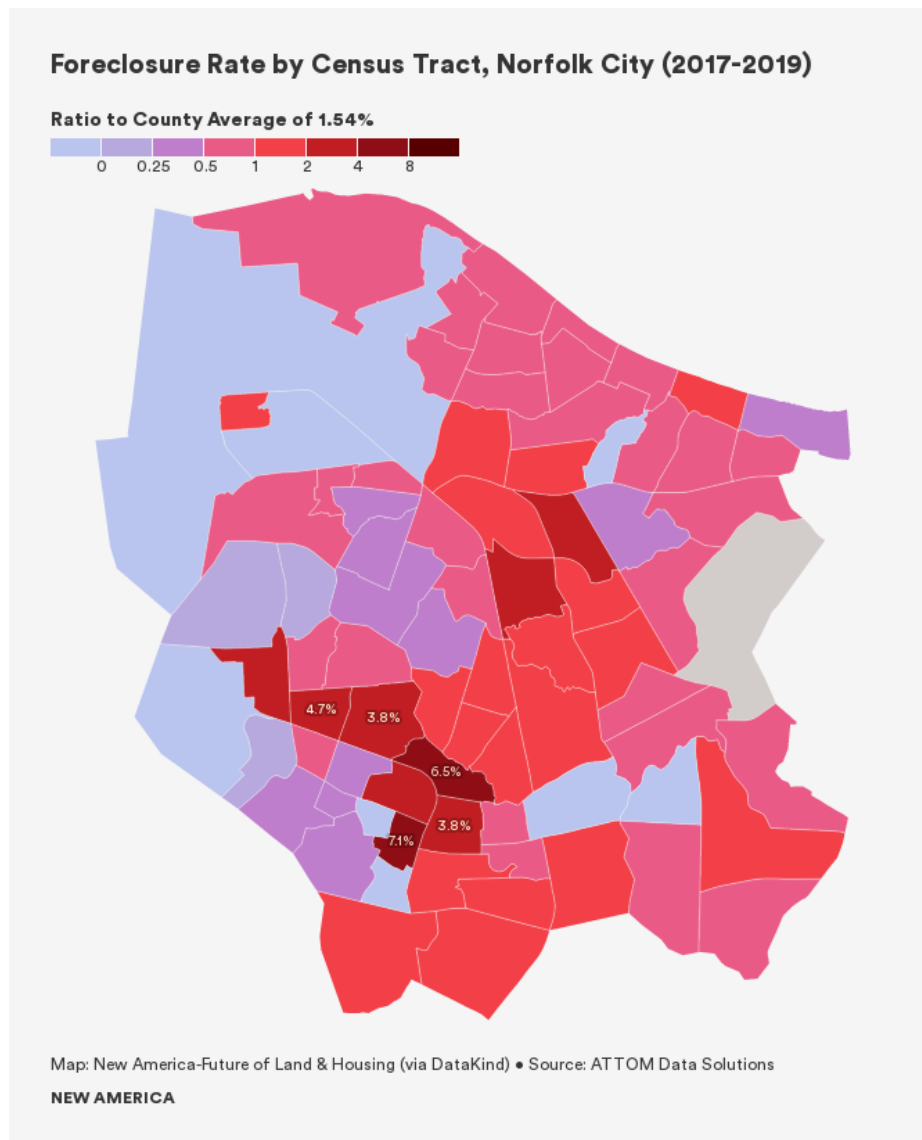 Foreclosure Rate by Census Tract, Norfolk City (2017-2019)
Ratio to County Average of 1.54%
0 0.25 0.5 1 2 4 8
4.7%
3.8%
6.5%
3.8%
7.1%
Map: New America-Future of Land & Housing (via DataKind) • Source: ATTOM Data Solutions
NEW AMERICA